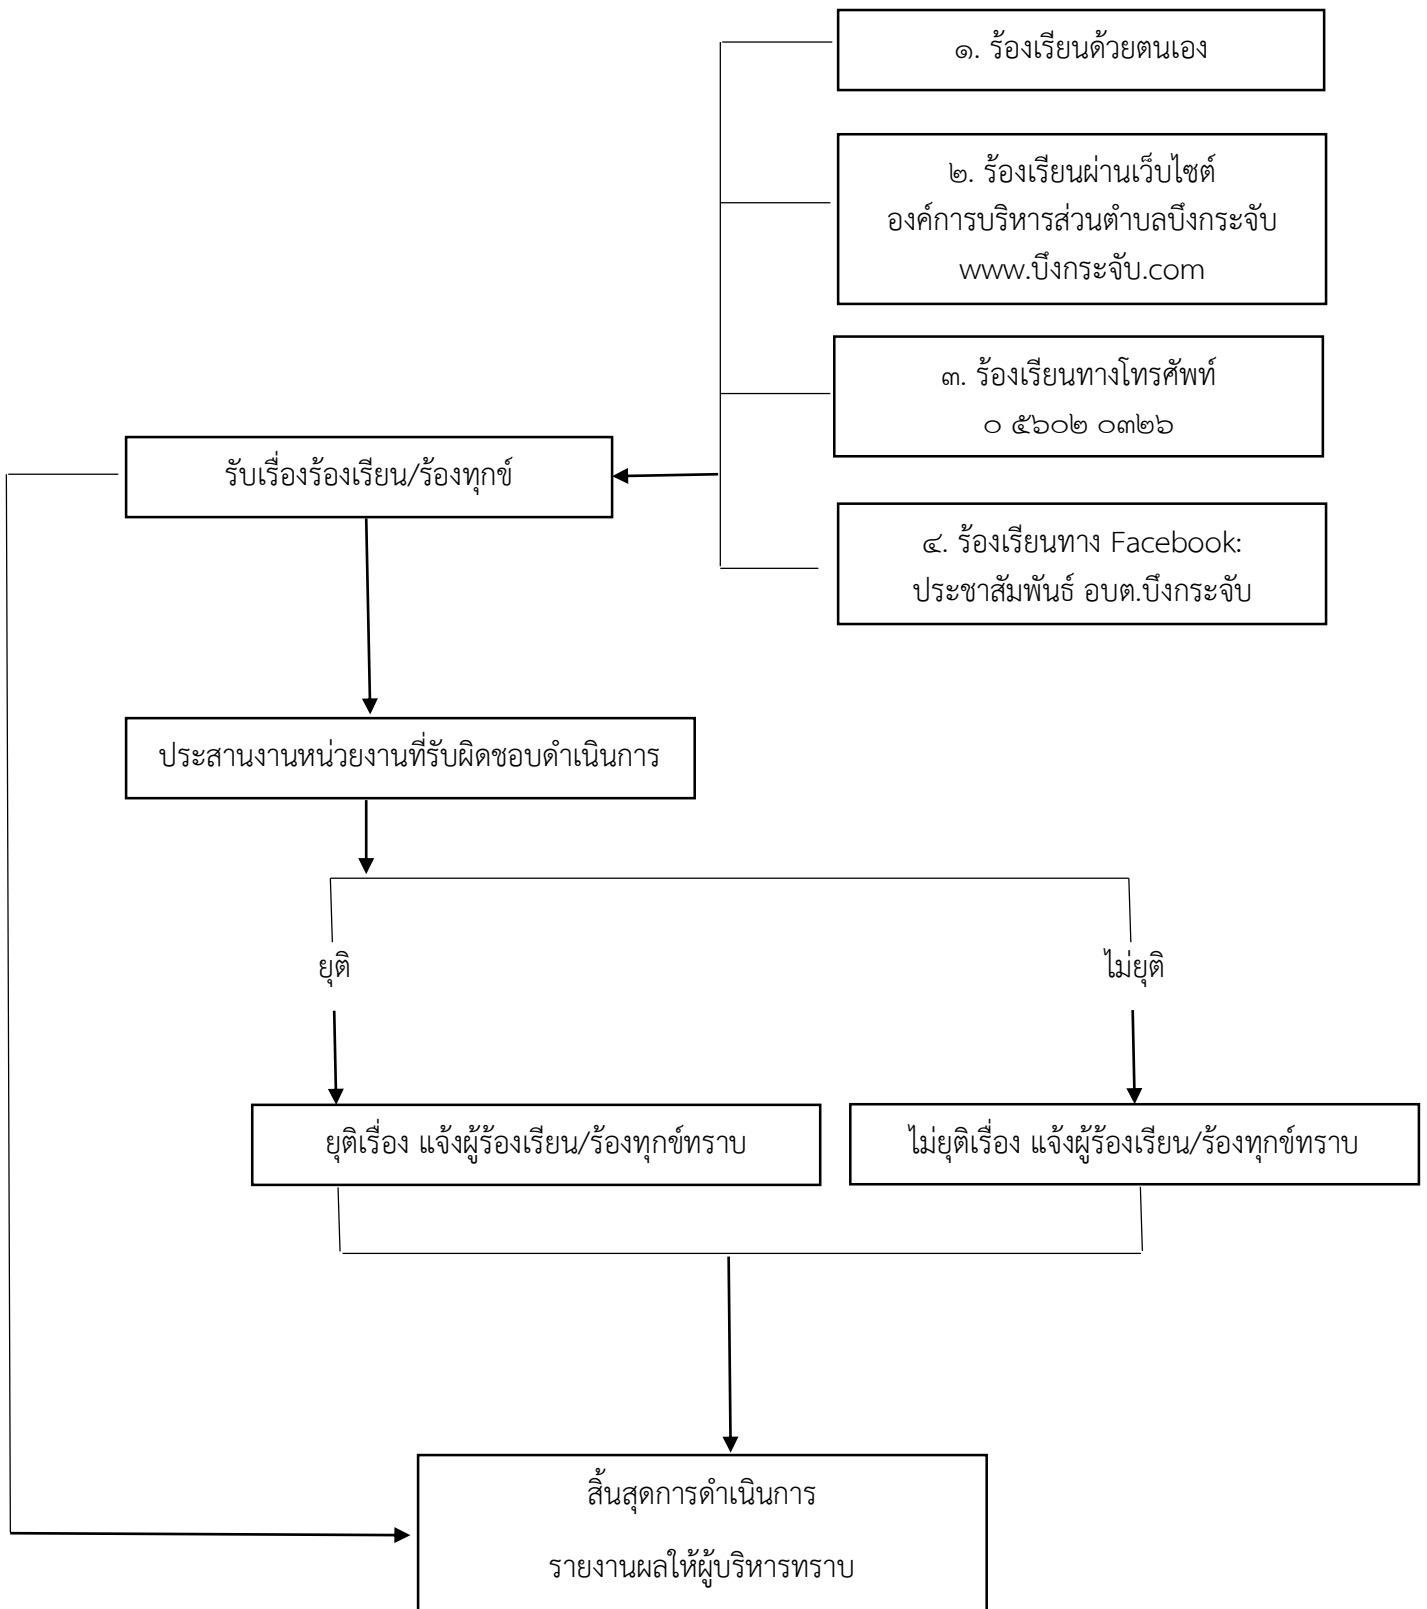 ๑. ร้องเรียนด้วยตนเอง
๒. ร้องเรียนผ่านเว็บไซต์
องค์การบริหารส่วนตำบลบึงกระจับ
www.บึงกระจับ.com
๓. ร้องเรียนทางโทรศัพท์
๐ ๕๖๐๒ ๐๓๒๖
รับเรื่องร้องเรียน/ร้องทุกข์
๔. ร้องเรียนทาง Facebook:
ประชาสัมพันธ์ อบต.บึงกระจับ
ประสานงานหน่วยงานที่รับผิดชอบดำเนินการ
ยุติ
ไม่ยุติ
ยุติเรื่อง แจ้งผู้ร้องเรียน/ร้องทุกข์ทราบ
ไม่ยุติเรื่อง แจ้งผู้ร้องเรียน/ร้องทุกข์ทราบ
สิ้นสุดการดำเนินการ
รายงานผลให้ผู้บริหารทราบ